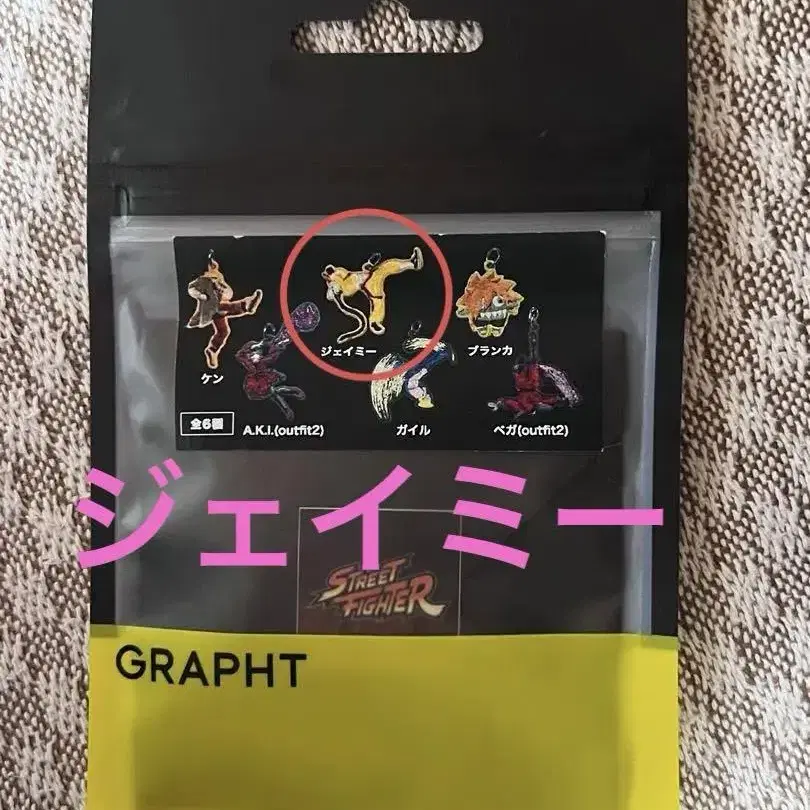 ジェイミー
ブランカ
ケン
全6種
A.K.I.(outfit2)
ガイル
ベガ(outfit2)
ジェイミー
STREET
FIGHTER
GRAPHT